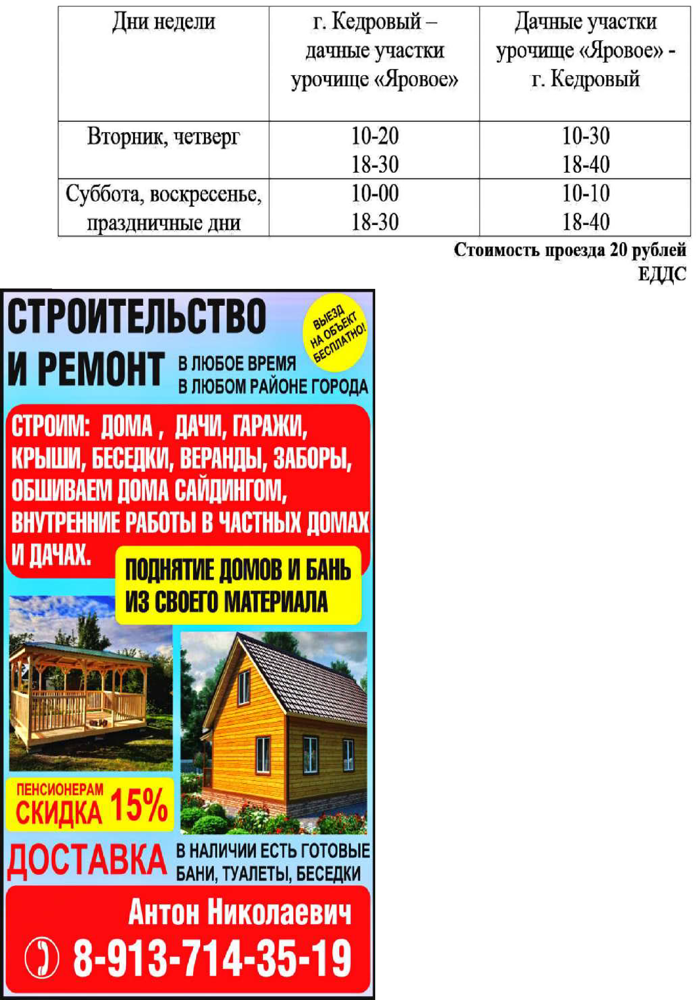 Дни недели
г. Кедровый –
дачные участки
урочище «Яровое»
Дачные участки
урочище «Яровое» -
г. Кедровый
Вторник, четверг
10-20
18-30
10-30
18-40
Суббота, воскресенье,
праздничные дни
10-00
18-30
10-10
18-40
Стоимость проезда 20 рублей
ЕДДС
СТРОИТЕЛЬСТВО
И РЕМОНТ
ВЫЕЗД
НА ОБЪЕКТ
БЕСПЛАТНО!
В ЛЮБОЕ ВРЕМЯ
В ЛЮБОМ РАЙОНЕ ГОРОДА
СТРОИМ: ДОМА , ДАЧИ, ГАРАЖИ,
КРЫШИ, БЕСЕДКИ, ВЕРАНДЫ, ЗАБОРЫ,
ОБШИВАЕМ ДОМА САЙДИНГОМ,
ВНУТРЕННИЕ РАБОТЫ В ЧАСТНЫХ ДОМАХ
И ДАЧАХ.
ПОДНЯТИЕ ДОМОВ И БАНЬ
ИЗ СВОЕГО МАТЕРИАЛА
ПЕНСИОНЕРАМ
СКИДКА 15%
ДОСТАВКА
В НАЛИЧИИ ЕСТЬ ГОТОВЫЕ
БАНИ, ТУАЛЕТЫ, БЕСЕДКИ
Антон Николаевич
8-913-714-35-19